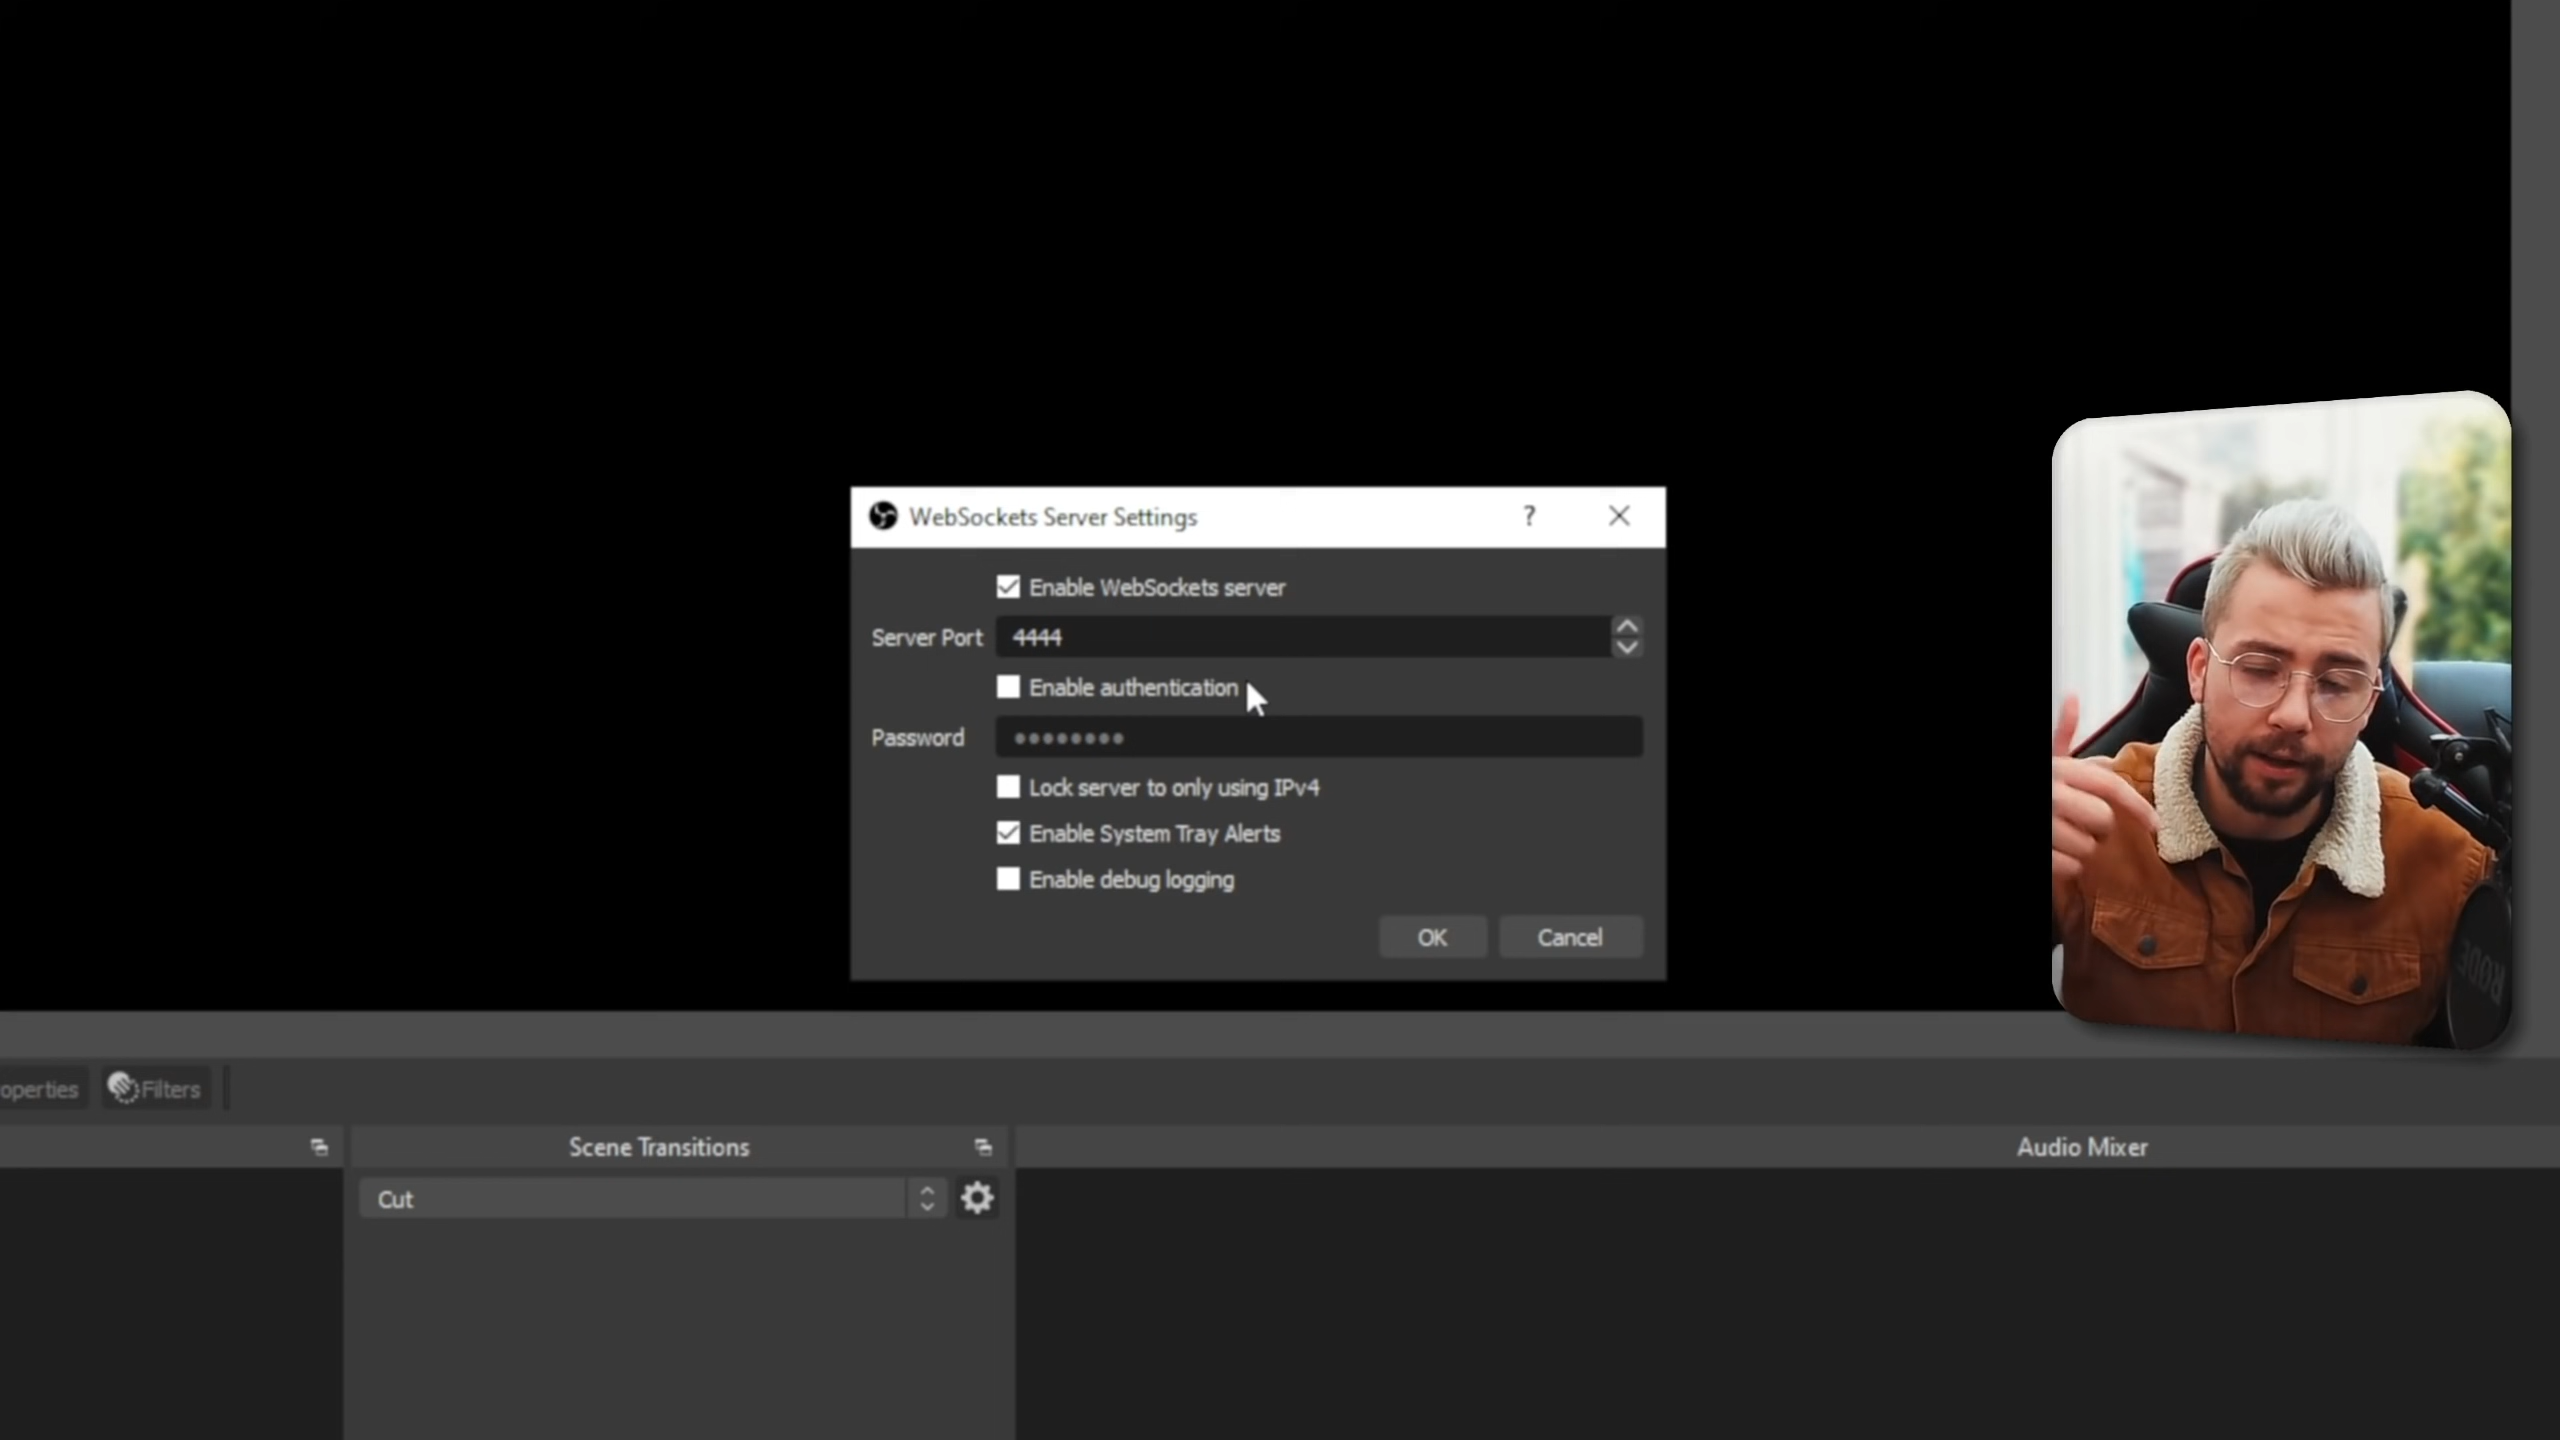 WebSockets Server Settings ?
Enable WebSockets server
Server Port 4444
Enable authentication
Password ••••••••
Lock server to only using IPv4
Enable System Tray Alerts
Enable debug logging
OK Cancel
RODE
operties Filters
Scene Transitions Audio Mixer
Cut